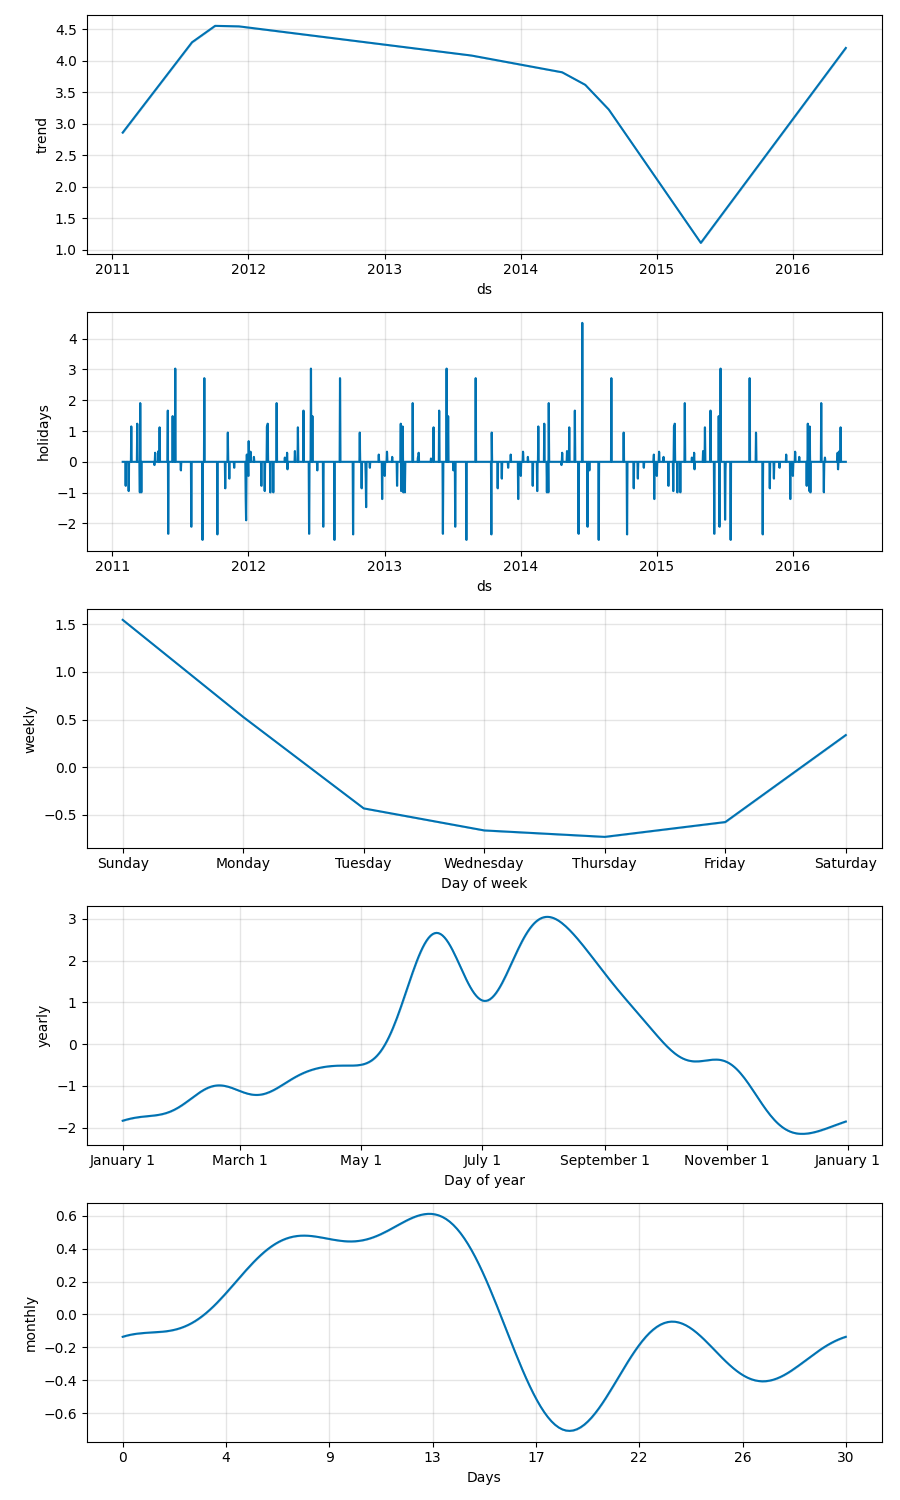 4.5
4.0
3.5
3.0
2.5
2.0
1.5
1.0
trend
2011 2012 2013 2014 2015 2016
ds
4
3
2
1
0
−1
−2
holidays
2011 2012 2013 2014 2015 2016
ds
1.5
1.0
0.5
0.0
−0.5
weekly
Sunday Monday Tuesday Wednesday Thursday Friday Saturday
Day of week
3
2
1
0
−1
−2
yearly
January 1 March 1 May 1 July 1 September 1 November 1 January 1
Day of year
0.6
0.4
0.2
0.0
−0.2
−0.4
−0.6
monthly
0 4 9 13 17 22 26 30
Days